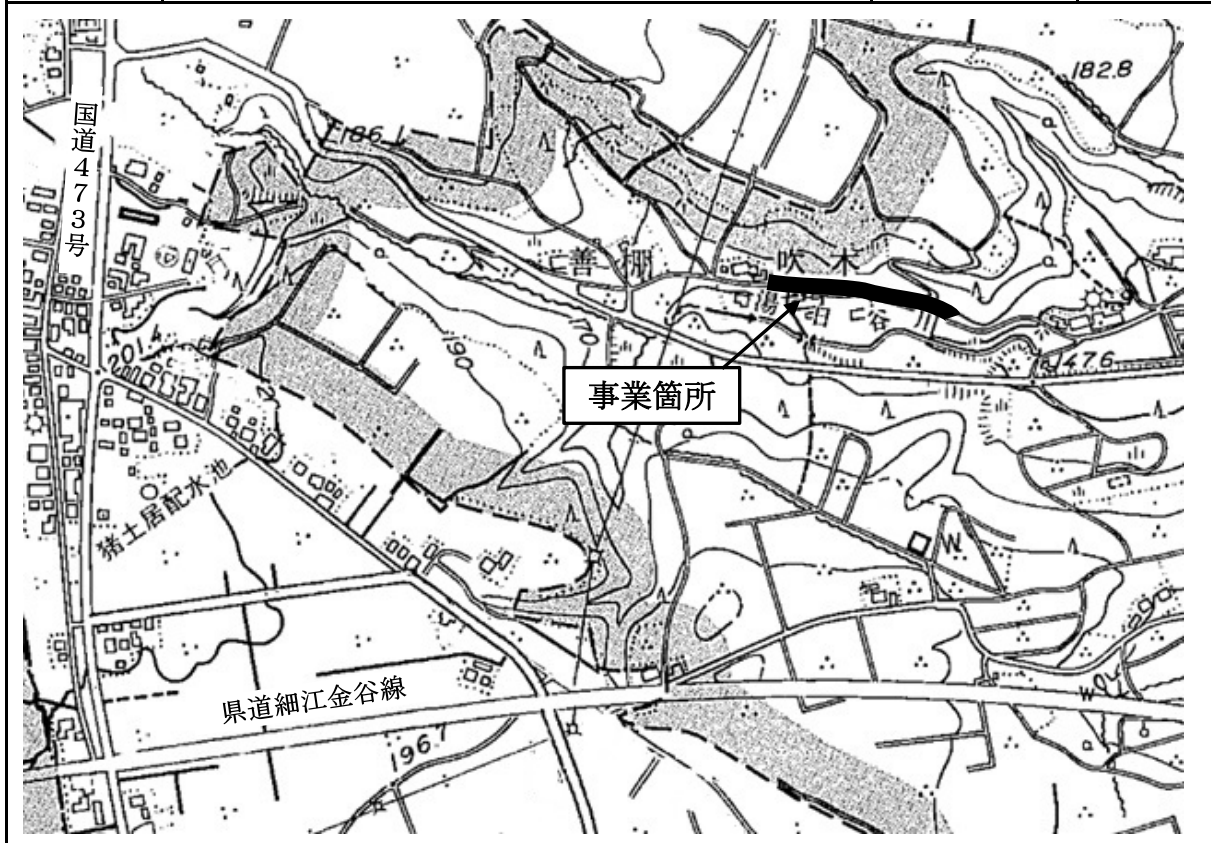 国道473号
182.8
186.1
善棚
吹木
湯日谷川
147.6
事業箇所
190
201.4
猪土居配水池
県道細江金谷線
196.7